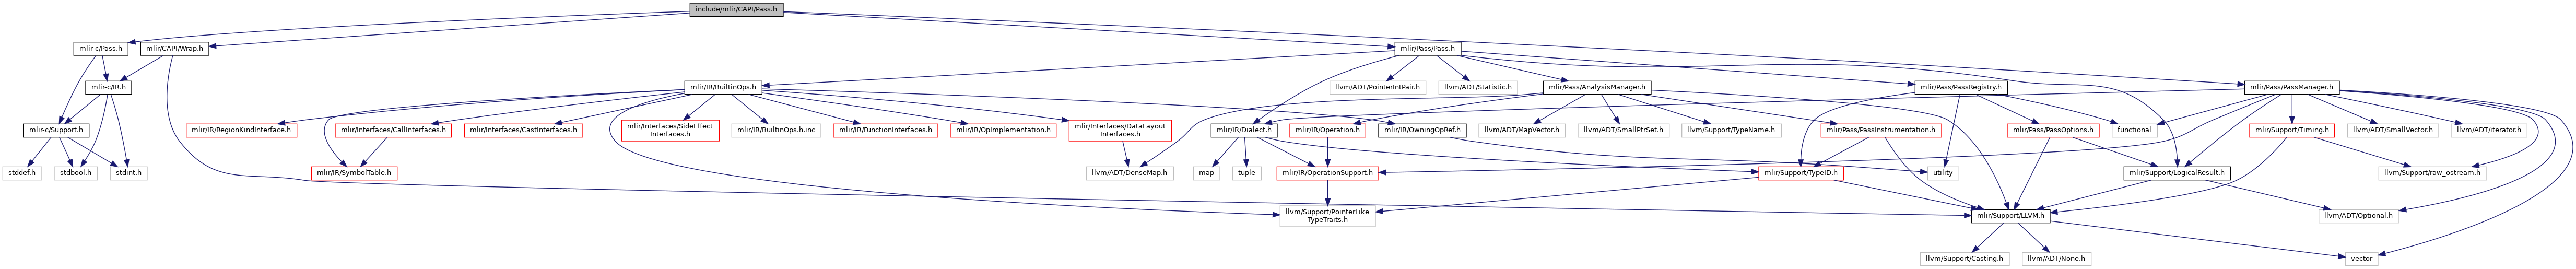 include/mlir/CAPI/Pass.h
mlir-c/Pass.h
mlir/CAPI/Wrap.h
mlir/Pass/Pass.h
mlir-c/IR.h
mlir/IR/BuiltinOps.h
llvm/ADT/PointerIntPair.h
llvm/ADT/Statistic.h
mlir/Pass/AnalysisManager.h
mlir/Pass/PassRegistry.h
mlir/Pass/PassManager.h
mlir-c/Support.h
mlir/IR/RegionKindInterface.h
mlir/Interfaces/CallInterfaces.h
mlir/Interfaces/CastInterfaces.h
mlir/Interfaces/SideEffect
Interfaces.h
mlir/IR/BuiltinOps.h.inc
mlir/IR/FunctionInterfaces.h
mlir/IR/OpImplementation.h
mlir/Interfaces/DataLayout
Interfaces.h
mlir/IR/Dialect.h
mlir/IR/Operation.h
mlir/IR/OwningOpRef.h
llvm/ADT/MapVector.h
llvm/ADT/SmallPtrSet.h
llvm/Support/TypeName.h
mlir/Pass/PassInstrumentation.h
mlir/Pass/PassOptions.h
functional
mlir/Support/Timing.h
llvm/ADT/SmallVector.h
llvm/ADT/iterator.h
stddef.h
stdbool.h
stdint.h
mlir/IR/SymbolTable.h
llvm/ADT/DenseMap.h
map
tuple
mlir/IR/OperationSupport.h
mlir/Support/TypeID.h
utility
mlir/Support/LogicalResult.h
llvm/Support/raw_ostream.h
llvm/Support/PointerLike
TypeTraits.h
mlir/Support/LLVM.h
llvm/ADT/Optional.h
llvm/Support/Casting.h
llvm/ADT/None.h
vector